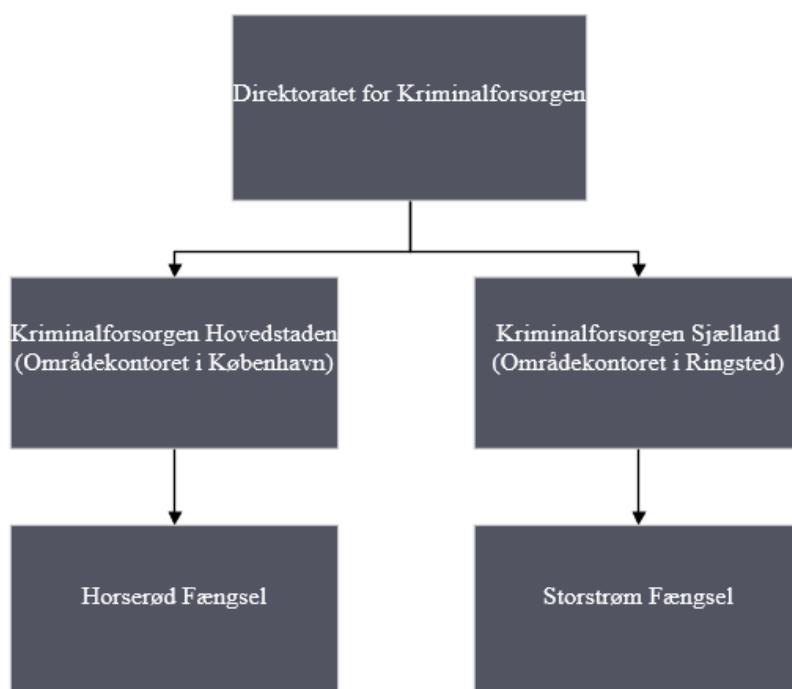 Direktoratet for Kriminalforsorgen
Kriminalforsorgen Hovedstaden
(Områdekontoret i København)
Kriminalforsorgen Sjælland
(Områdekontoret i Ringsted)
Horserød Fængsel
Storstrøm Fængsel